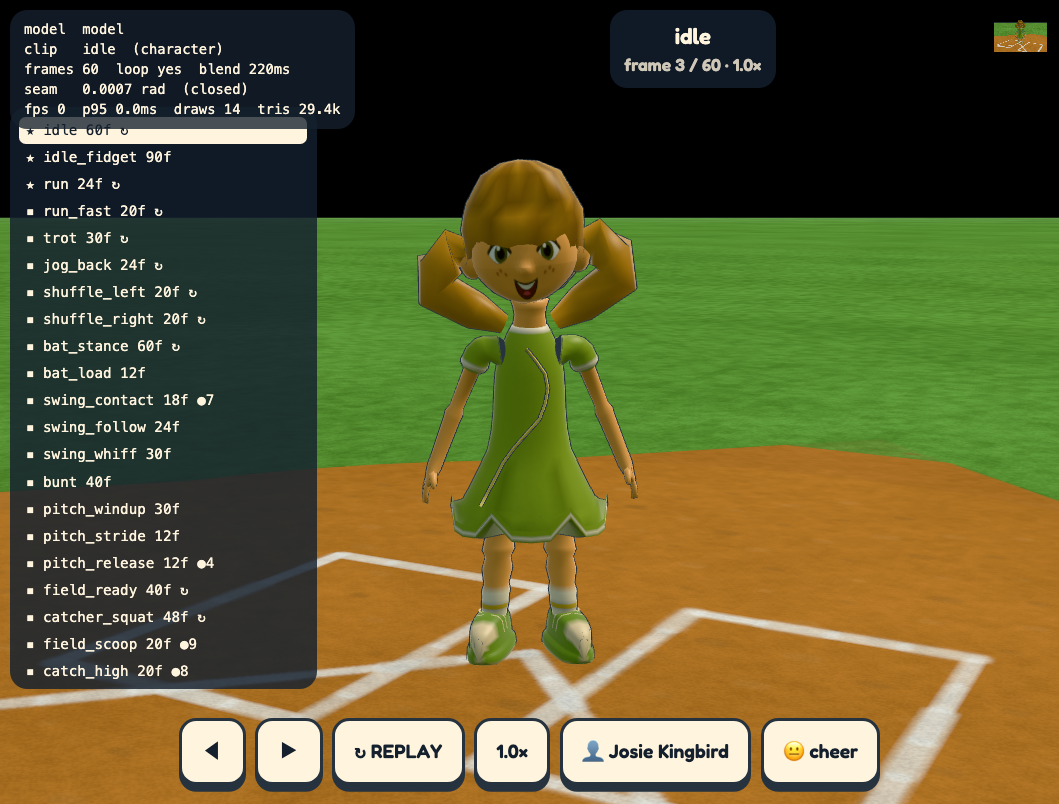 model model
clip idle (character)
frames 60 loop yes blend 220ms
seam 0.0007 rad (closed)
fps 0 p95 0.0ms draws 14 tris 29.4k
★ idle 60f ↻
★ idle_fidget 90f
★ run 24f ↻
▪ run_fast 20f ↻
▪ trot 30f ↻
▪ jog_back 24f ↻
▪ shuffle_left 20f ↻
▪ shuffle_right 20f ↻
▪ bat_stance 60f ↻
▪ bat_load 12f
▪ swing_contact 18f ●7
▪ swing_follow 24f
▪ swing_whiff 30f
▪ bunt 40f
▪ pitch_windup 30f
▪ pitch_stride 12f
▪ pitch_release 12f ●4
▪ field_ready 40f ↻
▪ catcher_squat 48f ↻
▪ field_scoop 20f ●9
▪ catch_high 20f ●8
idle
frame 3 / 60 · 1.0×
◀ ▶ ↻ REPLAY 1.0× 👤 Josie Kingbird 😐 cheer